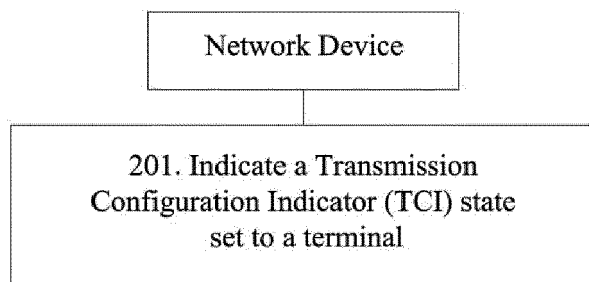 Network Device
201. Indicate a Transmission
Configuration Indicator (TCI) state
set to a terminal